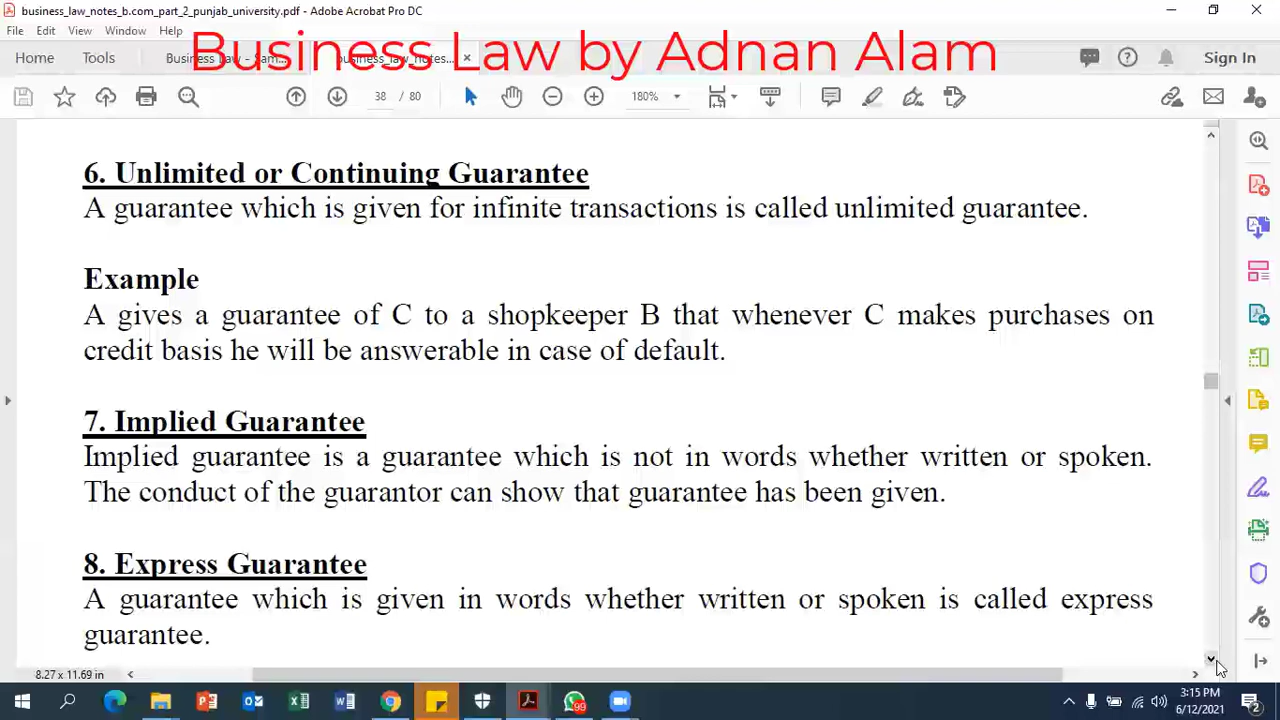 business_law_notes_b.com_part_2_punjab_university.pdf - Adobe Acrobat Pro DC
File Edit View Window Help
Business Law by Adnan Alam
Home Tools Business Law - Sam... business_law_notes... ×
Sign In
38 / 80 180%
6. Unlimited or Continuing Guarantee
A guarantee which is given for infinite transactions is called unlimited guarantee.
Example
A gives a guarantee of C to a shopkeeper B that whenever C makes purchases on
credit basis he will be answerable in case of default.
7. Implied Guarantee
Implied guarantee is a guarantee which is not in words whether written or spoken.
The conduct of the guarantor can show that guarantee has been given.
8. Express Guarantee
A guarantee which is given in words whether written or spoken is called express
guarantee.
8.27 x 11.69 in
99
3:15 PM
6/12/2021
2